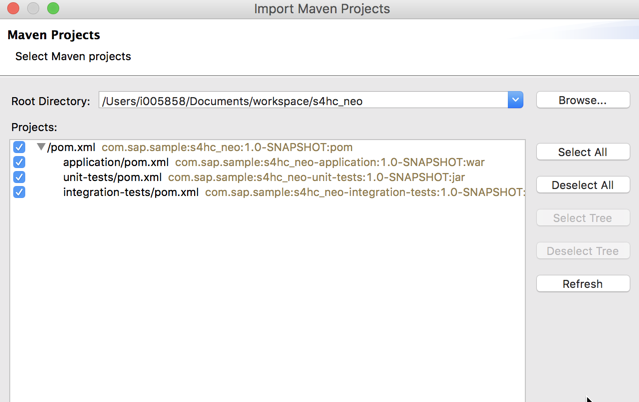 Import Maven Projects
Maven Projects
Select Maven projects
Root Directory: /Users/i005858/Documents/workspace/s4hc_neo Browse...
Projects:
/pom.xml com.sap.sample:s4hc_neo:1.0-SNAPSHOT:pom
application/pom.xml com.sap.sample:s4hc_neo-application:1.0-SNAPSHOT:war
unit-tests/pom.xml com.sap.sample:s4hc_neo-unit-tests:1.0-SNAPSHOT:jar
integration-tests/pom.xml com.sap.sample:s4hc_neo-integration-tests:1.0-SNAPSHOT:
Select All
Deselect All
Select Tree
Deselect Tree
Refresh